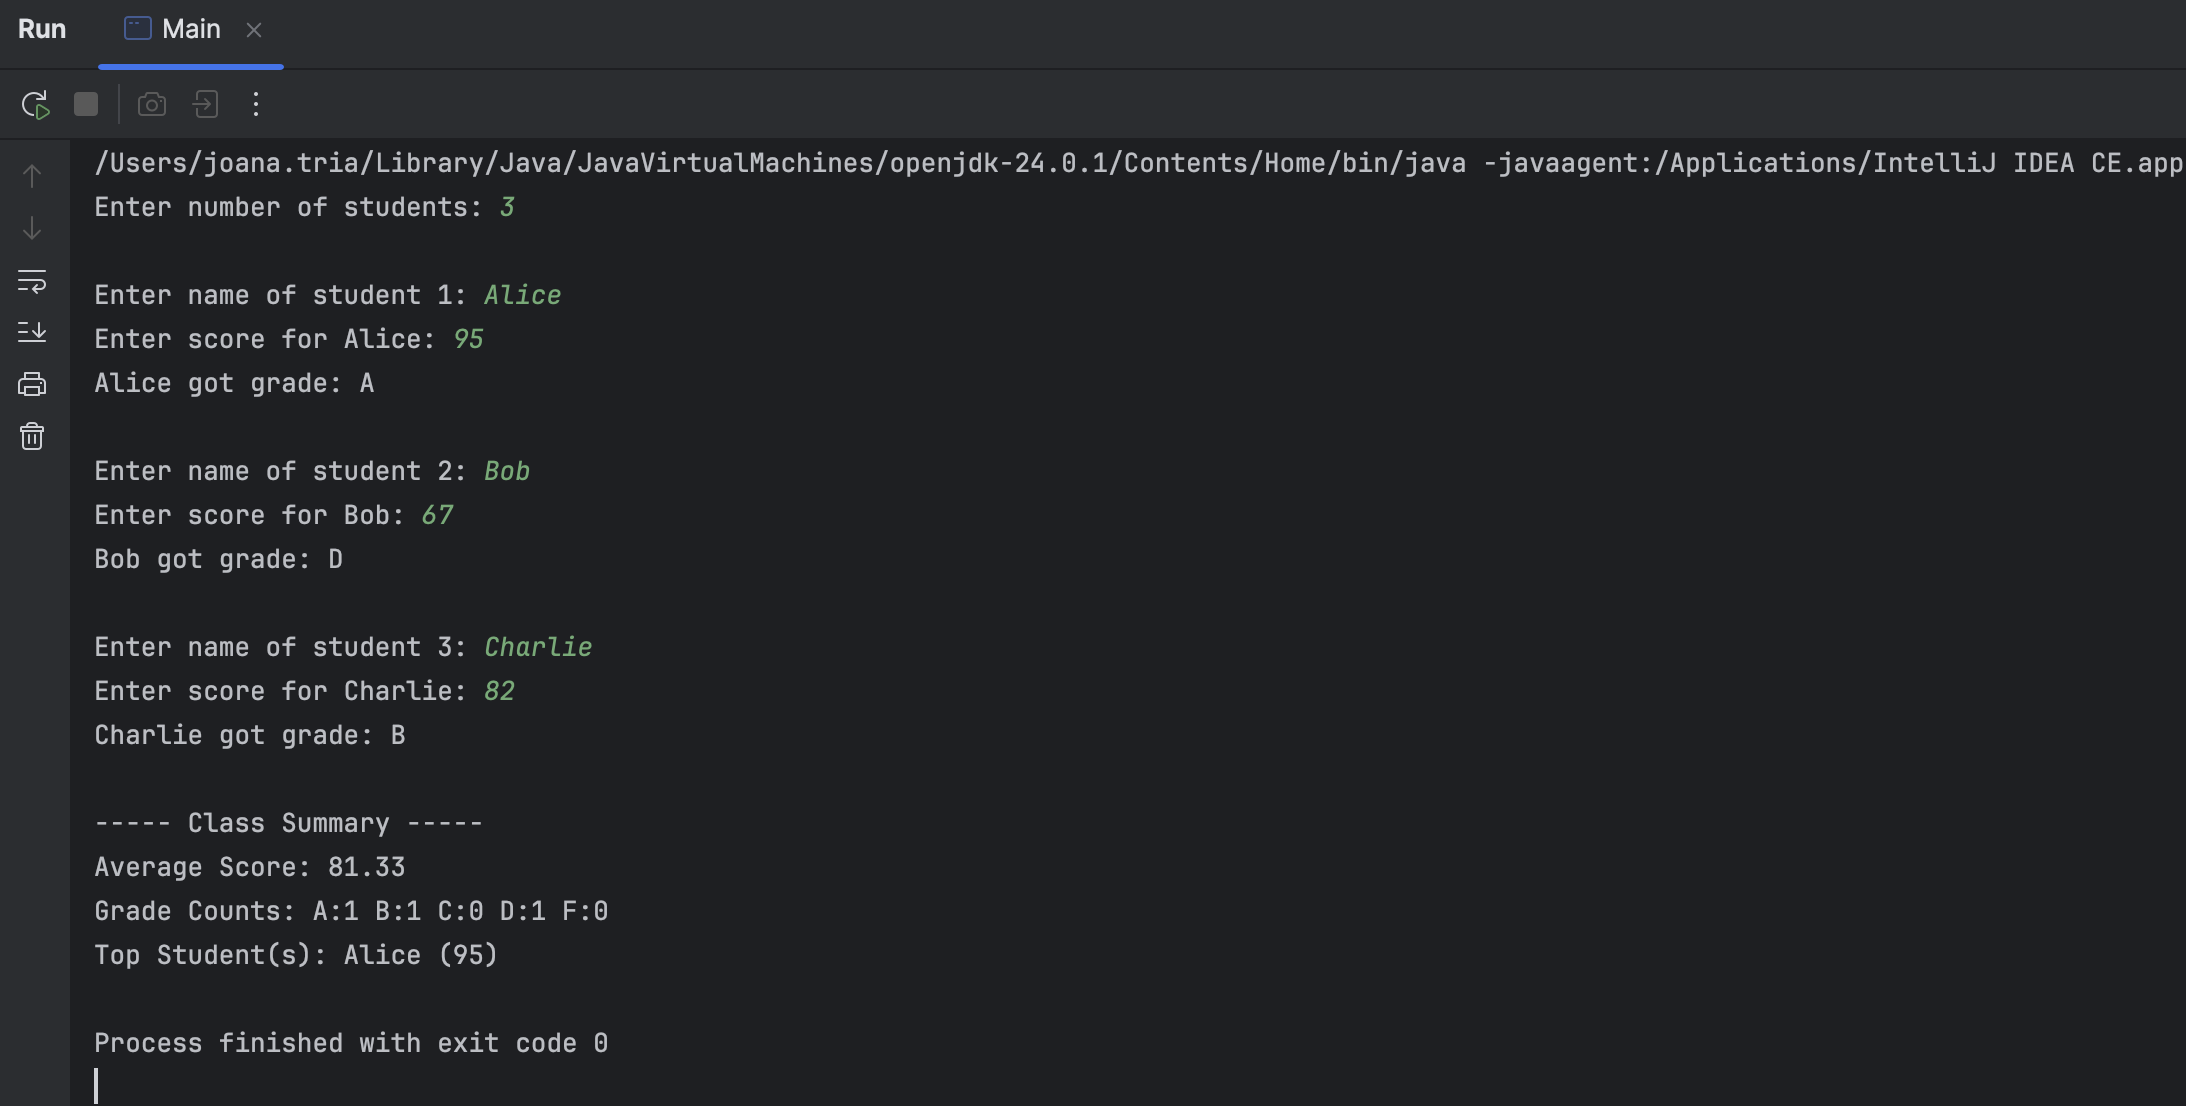 Run Main
/Users/joana.tria/Library/Java/JavaVirtualMachines/openjdk-24.0.1/Contents/Home/bin/java -javaagent:/Applications/IntelliJ IDEA CE.app
Enter number of students: 3
Enter name of student 1: Alice
Enter score for Alice: 95
Alice got grade: A
Enter name of student 2: Bob
Enter score for Bob: 67
Bob got grade: D
Enter name of student 3: Charlie
Enter score for Charlie: 82
Charlie got grade: B
----- Class Summary -----
Average Score: 81.33
Grade Counts: A:1 B:1 C:0 D:1 F:0
Top Student(s): Alice (95)
Process finished with exit code 0